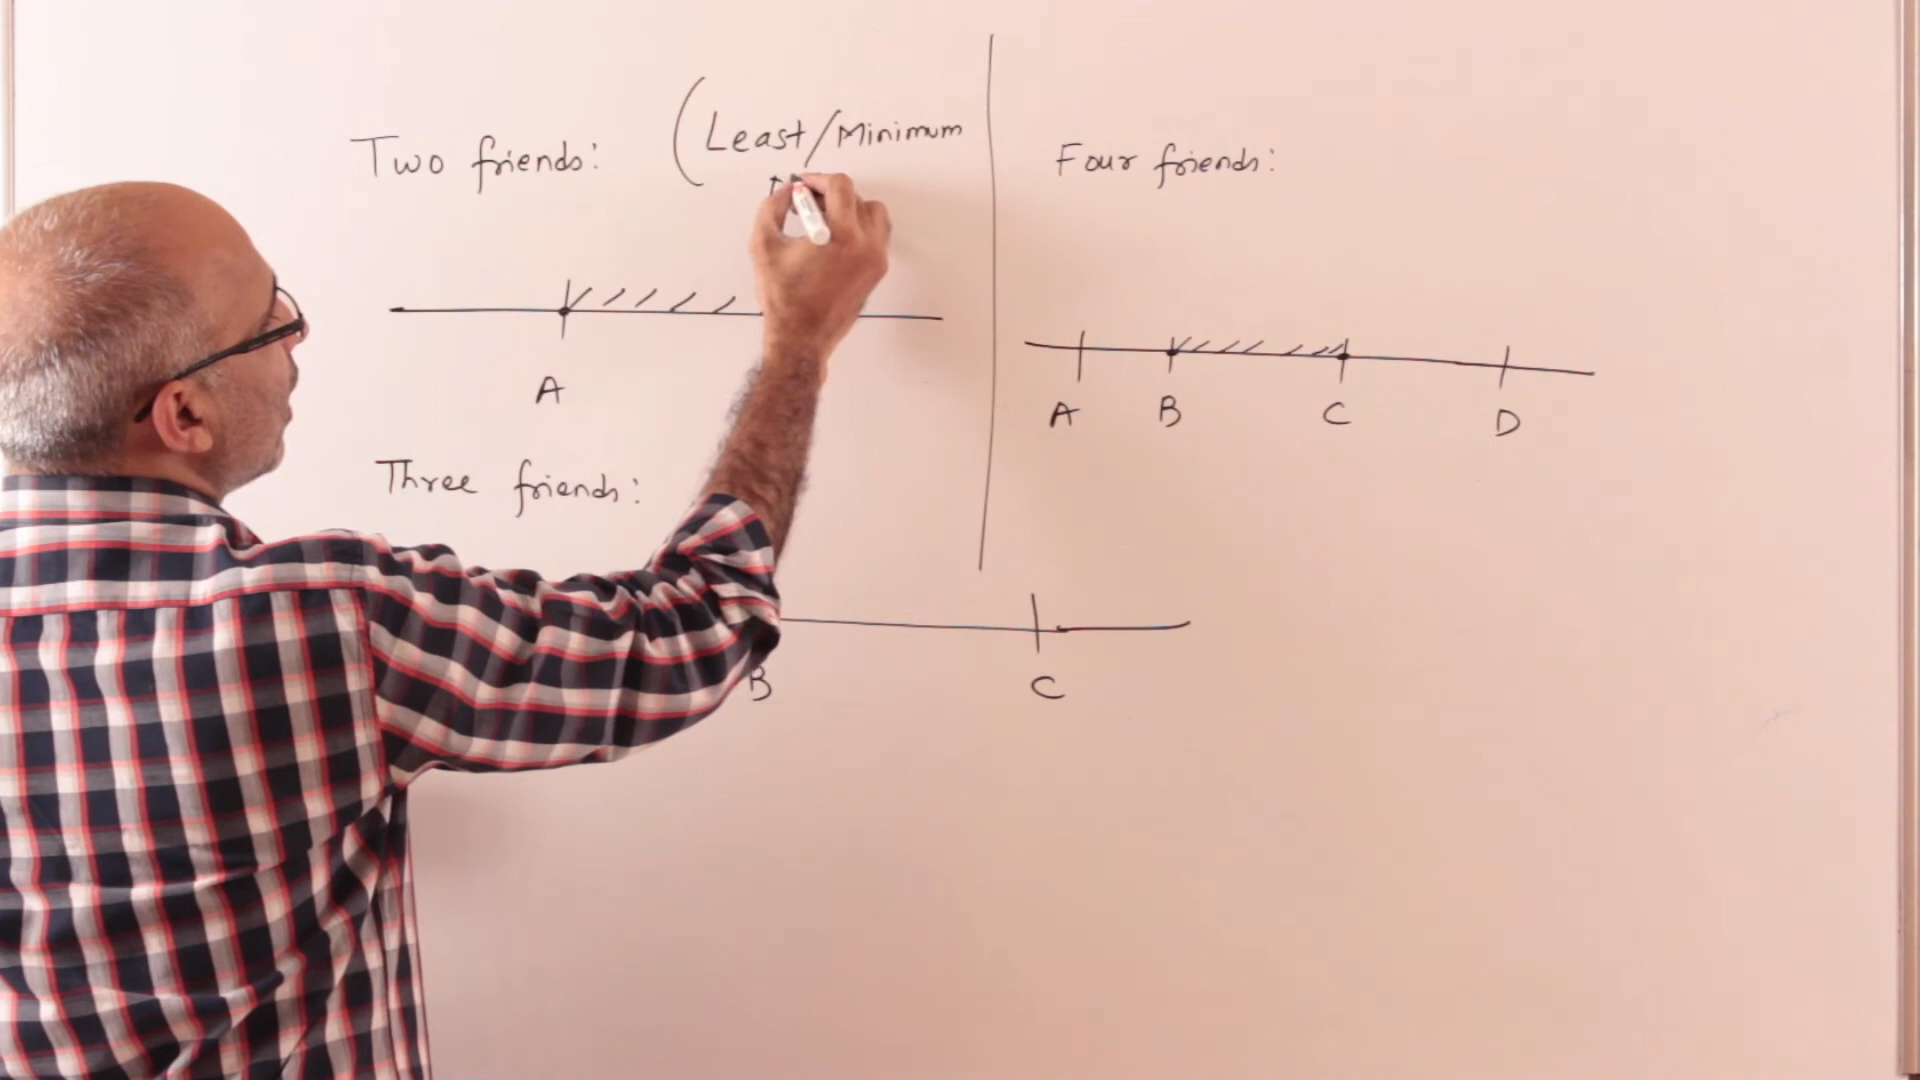 Two friends: (Least/Minimum
A
Three friends:
B C
Four friends:
A B C D